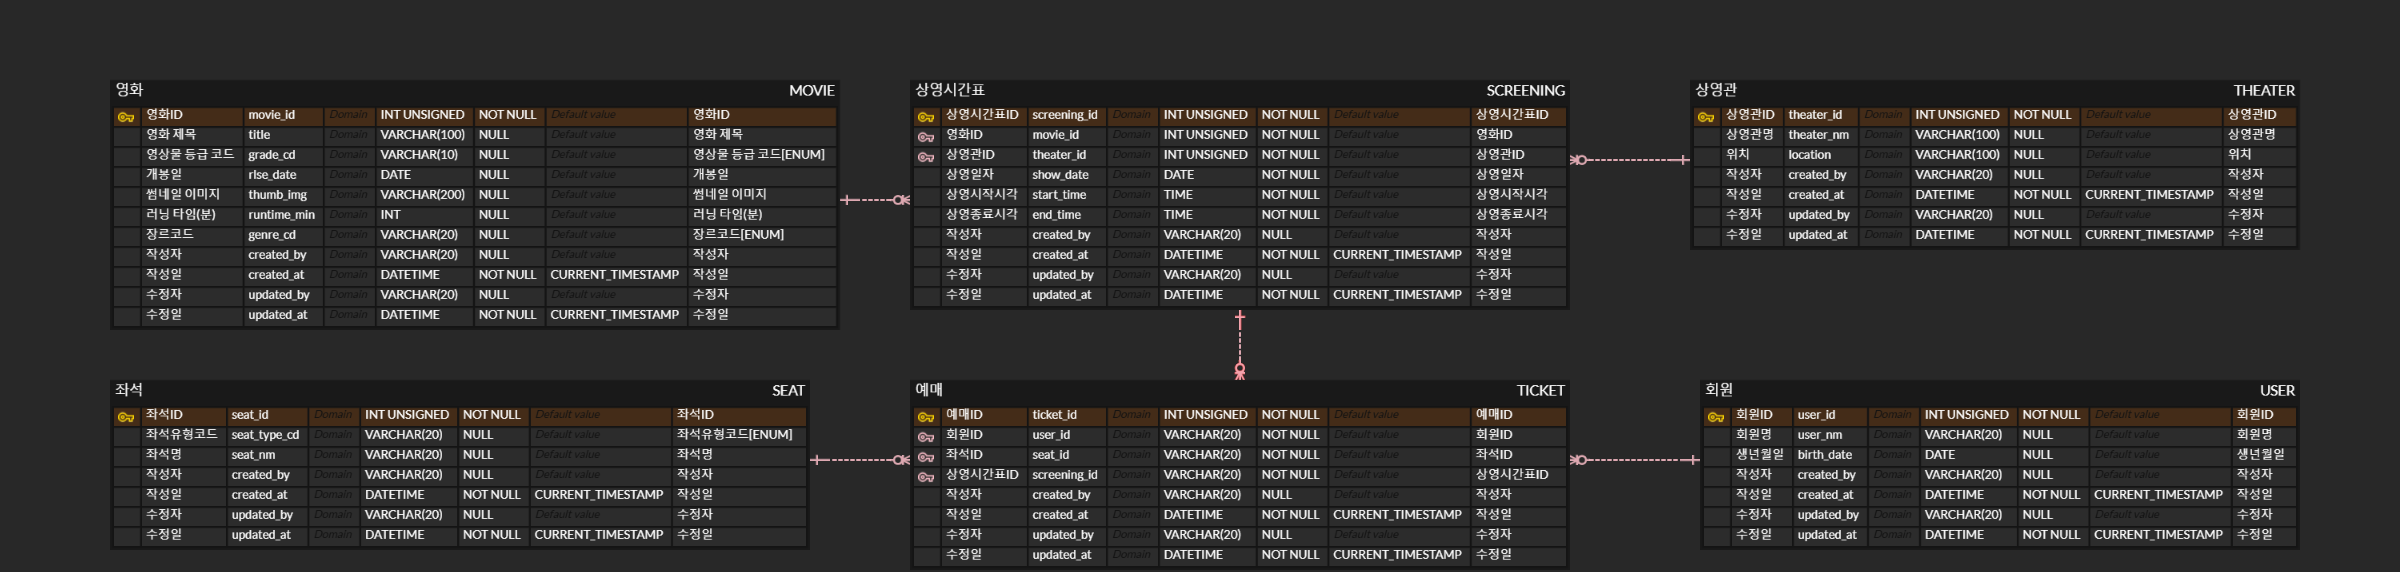 영화 MOVIE
영화ID movie_id Domain INT UNSIGNED NOT NULL Default value 영화ID
영화 제목 title Domain VARCHAR(100) NULL Default value 영화 제목
영상물 등급 코드 grade_cd Domain VARCHAR(10) NULL Default value 영상물 등급 코드[ENUM]
개봉일 rlse_date Domain DATE NULL Default value 개봉일
썸네일 이미지 thumb_img Domain VARCHAR(200) NULL Default value 썸네일 이미지
러닝 타임(분) runtime_min Domain INT NULL Default value 러닝 타임(분)
장르코드 genre_cd Domain VARCHAR(20) NULL Default value 장르코드[ENUM]
작성자 created_by Domain VARCHAR(20) NULL Default value 작성자
작성일 created_at Domain DATETIME NOT NULL CURRENT_TIMESTAMP 작성일
수정자 updated_by Domain VARCHAR(20) NULL Default value 수정자
수정일 updated_at Domain DATETIME NOT NULL CURRENT_TIMESTAMP 수정일
상영시간표 SCREENING
상영시간표ID screening_id Domain INT UNSIGNED NOT NULL Default value 상영시간표ID
영화ID movie_id Domain INT UNSIGNED NOT NULL Default value 영화ID
상영관ID theater_id Domain INT UNSIGNED NOT NULL Default value 상영관ID
상영일자 show_date Domain DATE NOT NULL Default value 상영일자
상영시작시각 start_time Domain TIME NOT NULL Default value 상영시작시각
상영종료시각 end_time Domain TIME NOT NULL Default value 상영종료시각
작성자 created_by Domain VARCHAR(20) NULL Default value 작성자
작성일 created_at Domain DATETIME NOT NULL CURRENT_TIMESTAMP 작성일
수정자 updated_by Domain VARCHAR(20) NULL Default value 수정자
수정일 updated_at Domain DATETIME NOT NULL CURRENT_TIMESTAMP 수정일
상영관 THEATER
상영관ID theater_id Domain INT UNSIGNED NOT NULL Default value 상영관ID
상영관명 theater_nm Domain VARCHAR(100) NULL Default value 상영관명
위치 location Domain VARCHAR(100) NULL Default value 위치
작성자 created_by Domain VARCHAR(20) NULL Default value 작성자
작성일 created_at Domain DATETIME NOT NULL CURRENT_TIMESTAMP 작성일
수정자 updated_by Domain VARCHAR(20) NULL Default value 수정자
수정일 updated_at Domain DATETIME NOT NULL CURRENT_TIMESTAMP 수정일
좌석 SEAT
좌석ID seat_id Domain INT UNSIGNED NOT NULL Default value 좌석ID
좌석유형코드 seat_type_cd Domain VARCHAR(20) NULL Default value 좌석유형코드[ENUM]
좌석명 seat_nm Domain VARCHAR(20) NULL Default value 좌석명
작성자 created_by Domain VARCHAR(20) NULL Default value 작성자
작성일 created_at Domain DATETIME NOT NULL CURRENT_TIMESTAMP 작성일
수정자 updated_by Domain VARCHAR(20) NULL Default value 수정자
수정일 updated_at Domain DATETIME NOT NULL CURRENT_TIMESTAMP 수정일
예매 TICKET
예매ID ticket_id Domain INT UNSIGNED NOT NULL Default value 예매ID
회원ID user_id Domain VARCHAR(20) NOT NULL Default value 회원ID
좌석ID seat_id Domain VARCHAR(20) NOT NULL Default value 좌석ID
상영시간표ID screening_id Domain VARCHAR(20) NOT NULL Default value 상영시간표ID
작성자 created_by Domain VARCHAR(20) NULL Default value 작성자
작성일 created_at Domain DATETIME NOT NULL CURRENT_TIMESTAMP 작성일
수정자 updated_by Domain VARCHAR(20) NULL Default value 수정자
수정일 updated_at Domain DATETIME NOT NULL CURRENT_TIMESTAMP 수정일
회원 USER
회원ID user_id Domain INT UNSIGNED NOT NULL Default value 회원ID
회원명 user_nm Domain VARCHAR(20) NULL Default value 회원명
생년월일 birth_date Domain DATE NULL Default value 생년월일
작성자 created_by Domain VARCHAR(20) NULL Default value 작성자
작성일 created_at Domain DATETIME NOT NULL CURRENT_TIMESTAMP 작성일
수정자 updated_by Domain VARCHAR(20) NULL Default value 수정자
수정일 updated_at Domain DATETIME NOT NULL CURRENT_TIMESTAMP 수정일